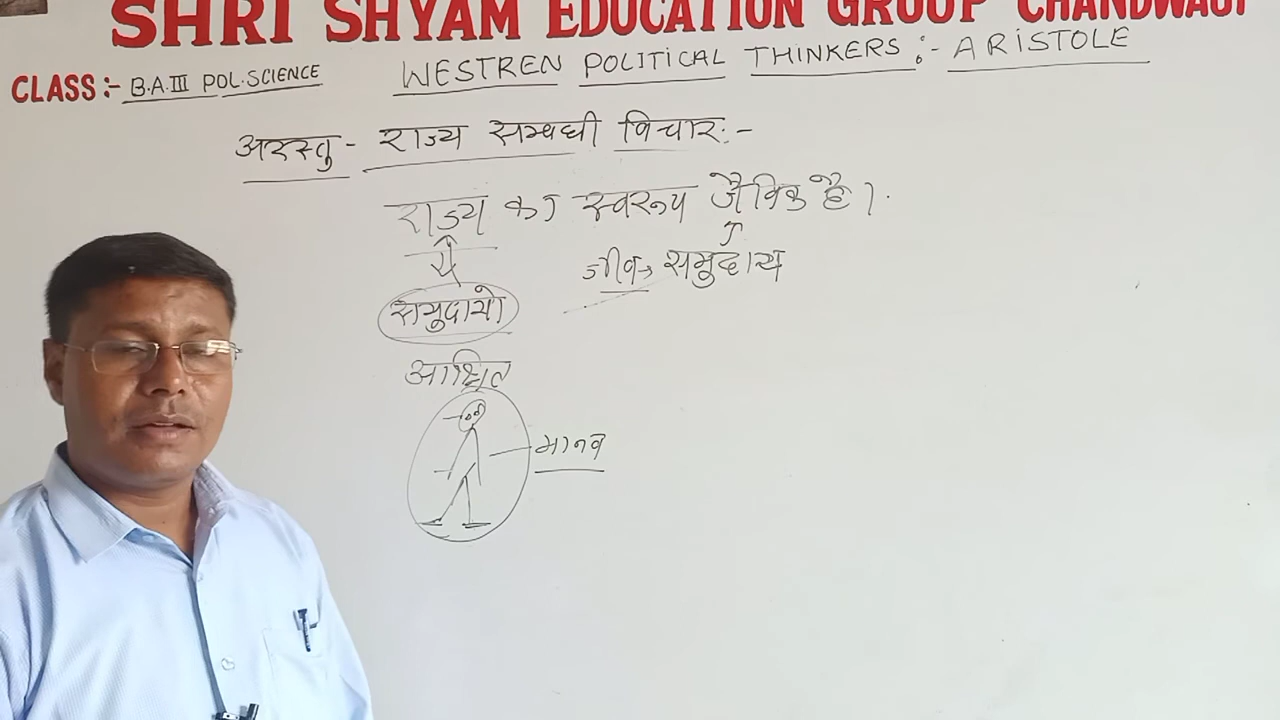 SHRI SHYAM EDUCATION GROUP CHANDWAJI
CLASS:- B.A.III POL.SCIENCE WESTREN POLITICAL THINKERS:- ARISTOLE
अरस्तु - राज्य सम्बधी विचार:-
राज्य का स्वरूप जैविक है।
जीव→ समुदाय
ये
समुदायो
आश्रित
मानव